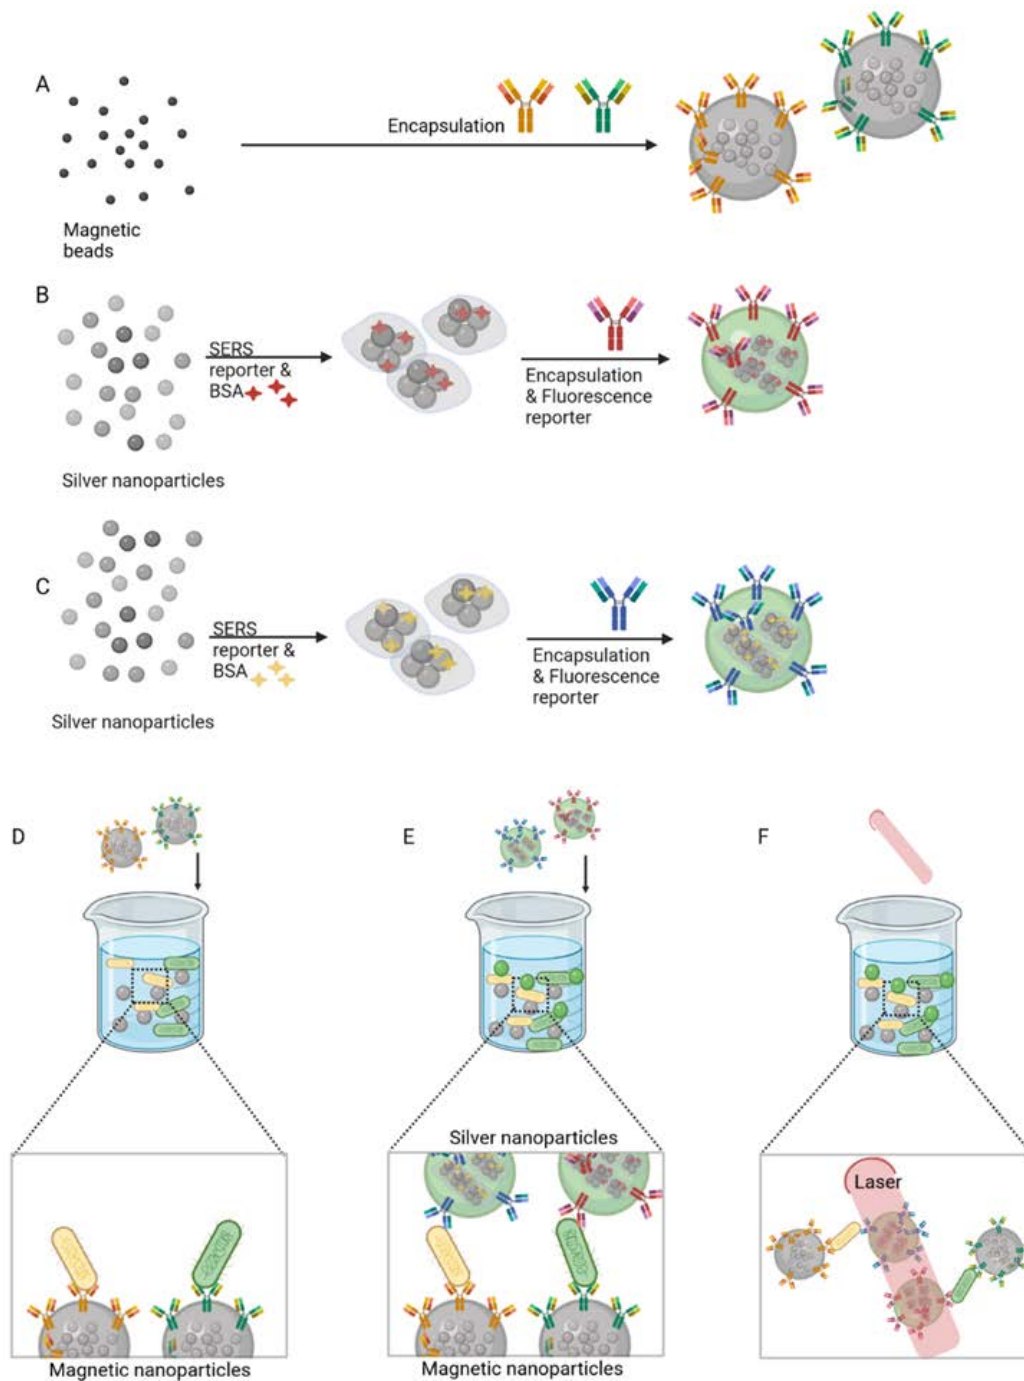 A
Encapsulation
Magnetic
beads
B
SERS
reporter &
BSA
Encapsulation
& Fluorescence
reporter
Silver nanoparticles
C
SERS
reporter &
BSA
Encapsulation
& Fluorescence
reporter
Silver nanoparticles
D
E
F
Silver nanoparticles
Laser
Magnetic nanoparticles
Magnetic nanoparticles